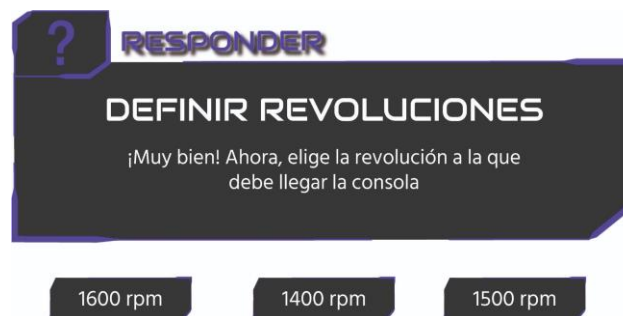 ?
RESPONDER
DEFINIR REVOLUCIONES
¡Muy bien! Ahora, elige la revolución a la que
debe llegar la consola
1600 rpm
1400 rpm
1500 rpm